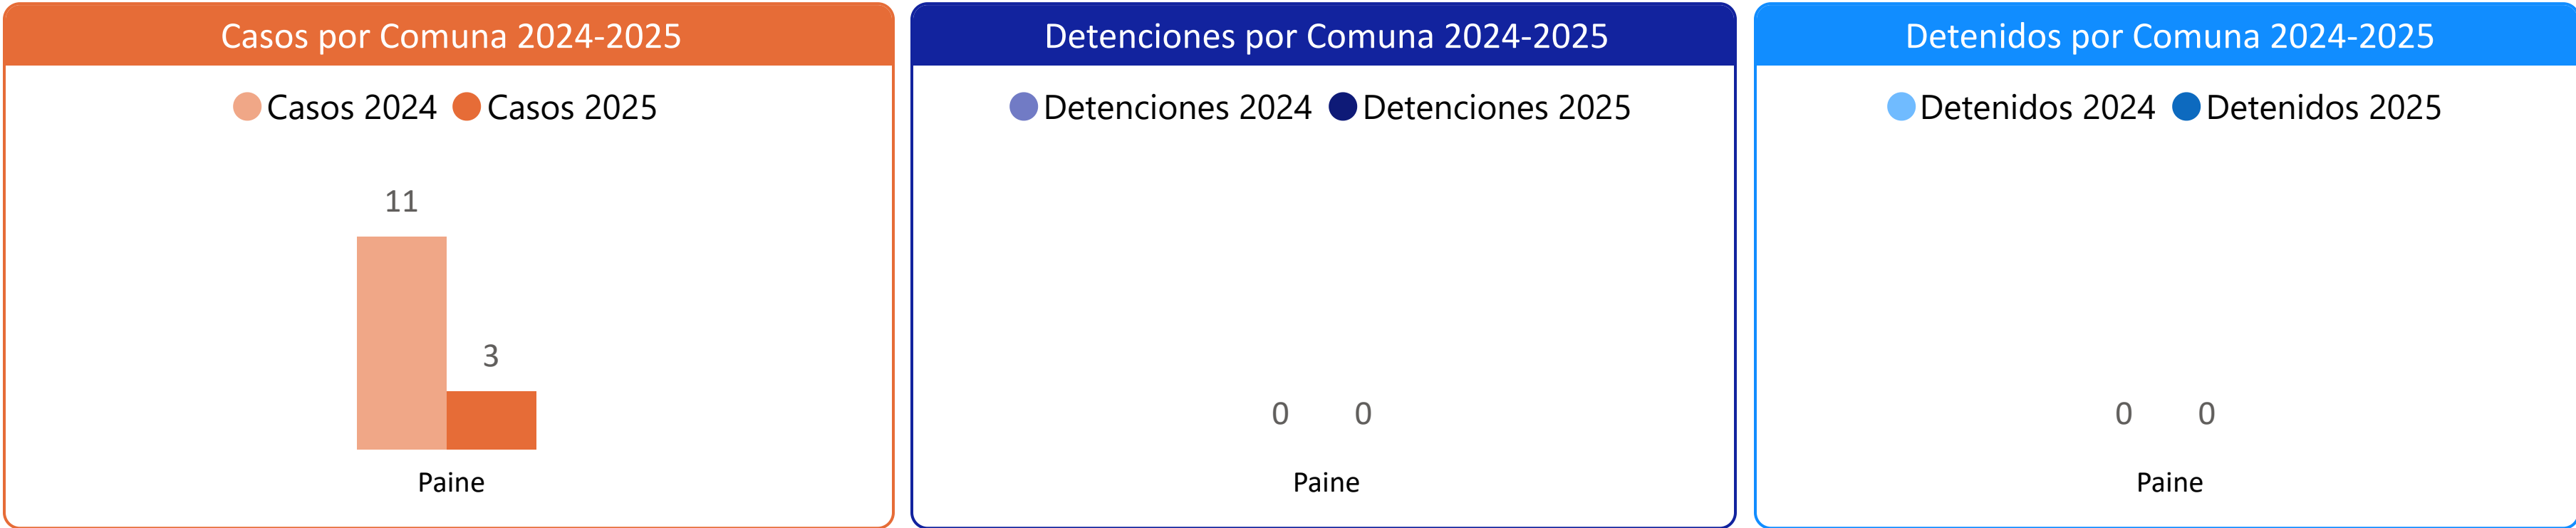 Casos por Comuna 2024-2025
Casos 2024 Casos 2025
11
3
Paine
Detenciones por Comuna 2024-2025
Detenciones 2024 Detenciones 2025
0 0
Paine
Detenidos por Comuna 2024-2025
Detenidos 2024 Detenidos 2025
0 0
Paine